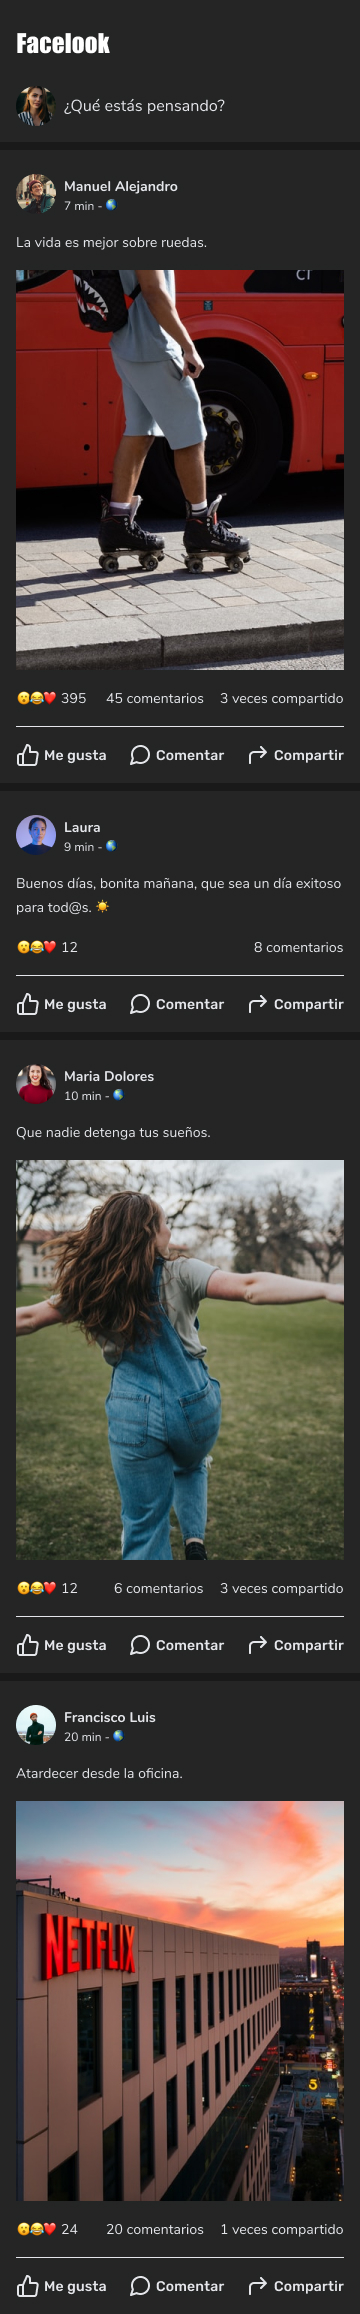 Facelook
¿Qué estás pensando?
Manuel Alejandro
7 min - 🌏
La vida es mejor sobre ruedas.
😮😂❤️ 395 45 comentarios 3 veces compartido
Me gusta Comentar Compartir
Laura
9 min - 🌏
Buenos días, bonita mañana, que sea un día exitoso
para tod@s. ☀️
😮😂❤️ 12 8 comentarios
Me gusta Comentar Compartir
Maria Dolores
10 min - 🌏
Que nadie detenga tus sueños.
😮😂❤️ 12 6 comentarios 3 veces compartido
Me gusta Comentar Compartir
Francisco Luis
20 min - 🌏
Atardecer desde la oficina.
NETFLIX
😮😂❤️ 24 20 comentarios 1 veces compartido
Me gusta Comentar Compartir